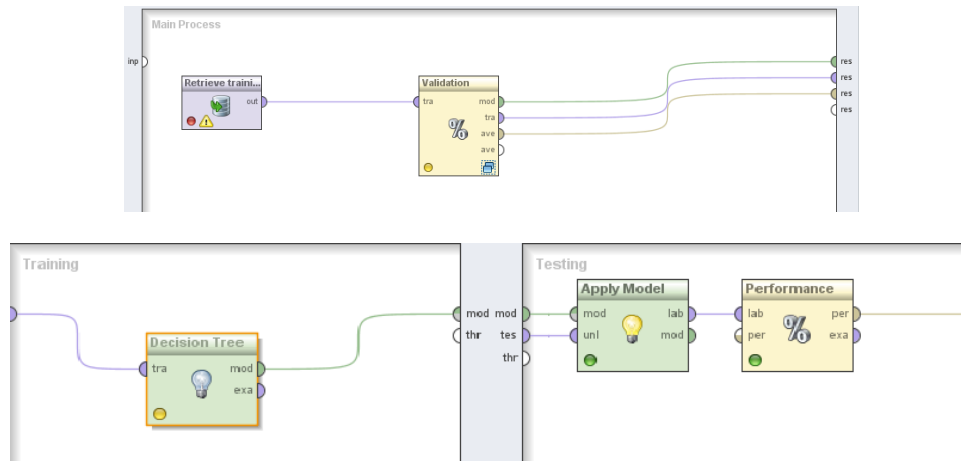 Main Process
inp
Retrieve traini...
out
Validation
tra
mod
tra
ave
ave
res
res
res
res
Training
Decision Tree
tra
mod
exa
mod
thr
Testing
mod
tes
thr
Apply Model
mod
unl
lab
mod
Performance
lab
per
per
exa